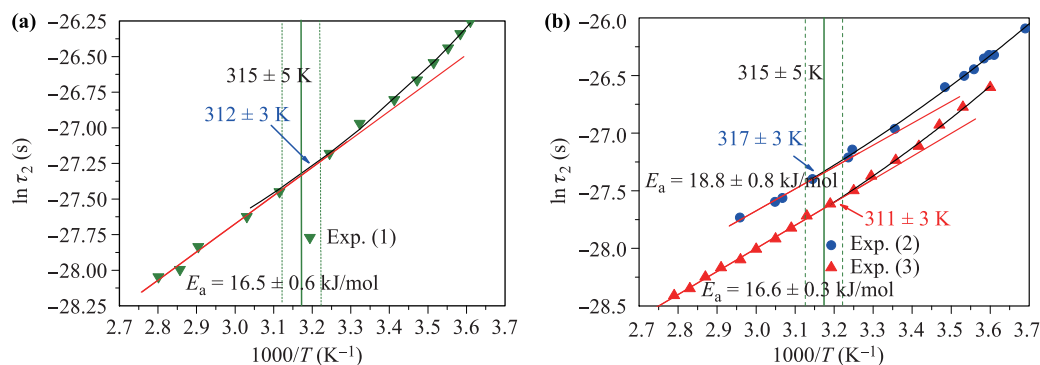 (a)
−26.25
−26.50
−26.75
−27.00
−27.25
−27.50
−27.75
−28.00
−28.25
ln τ₂ (s)
315 ± 5 K
312 ± 3 K
Exp. (1)
Eₐ = 16.5 ± 0.6 kJ/mol
2.7 2.8 2.9 3.0 3.1 3.2 3.3 3.4 3.5 3.6 3.7
1000/T (K⁻¹)
(b)
−26.0
−26.5
−27.0
−27.5
−28.0
−28.5
ln τ₂ (s)
315 ± 5 K
317 ± 3 K
Eₐ = 18.8 ± 0.8 kJ/mol
311 ± 3 K
Exp. (2)
Exp. (3)
Eₐ = 16.6 ± 0.3 kJ/mol
2.7 2.8 2.9 3.0 3.1 3.2 3.3 3.4 3.5 3.6 3.7
1000/T (K⁻¹)